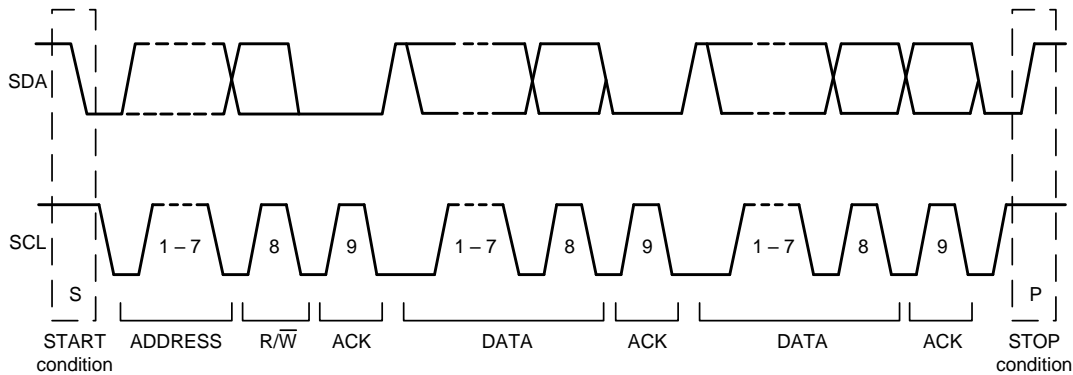 SDA
SCL
1 – 7 8 9 1 – 7 8 9 1 – 7 8 9
S P
START condition ADDRESS R/W̅ ACK DATA ACK DATA ACK STOP condition